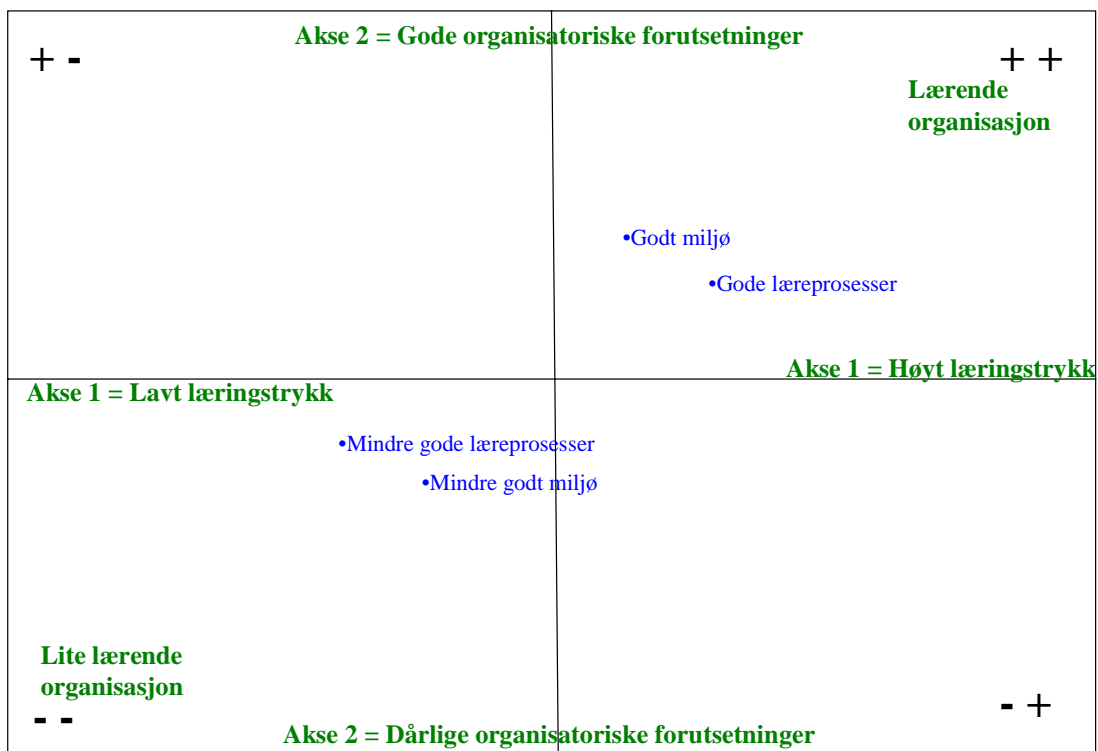 Akse 2 = Gode organisatoriske forutsetninger
+ -
+ +
Lærende
organisasjon
•Godt miljø
•Gode læreprosesser
Akse 1 = Høyt læringstrykk
Akse 1 = Lavt læringstrykk
•Mindre gode læreprosesser
•Mindre godt miljø
Lite lærende
organisasjon
- -
- +
Akse 2 = Dårlige organisatoriske forutsetninger